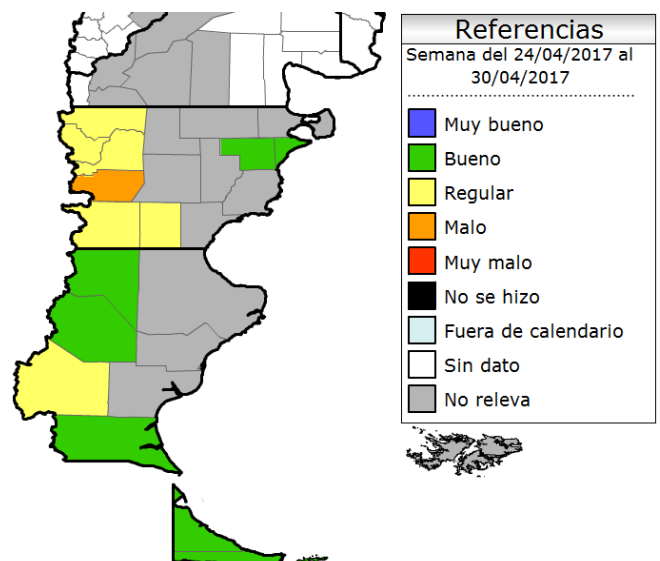 Referencias
Semana del 24/04/2017 al
30/04/2017
Muy bueno
Bueno
Regular
Malo
Muy malo
No se hizo
Fuera de calendario
Sin dato
No releva